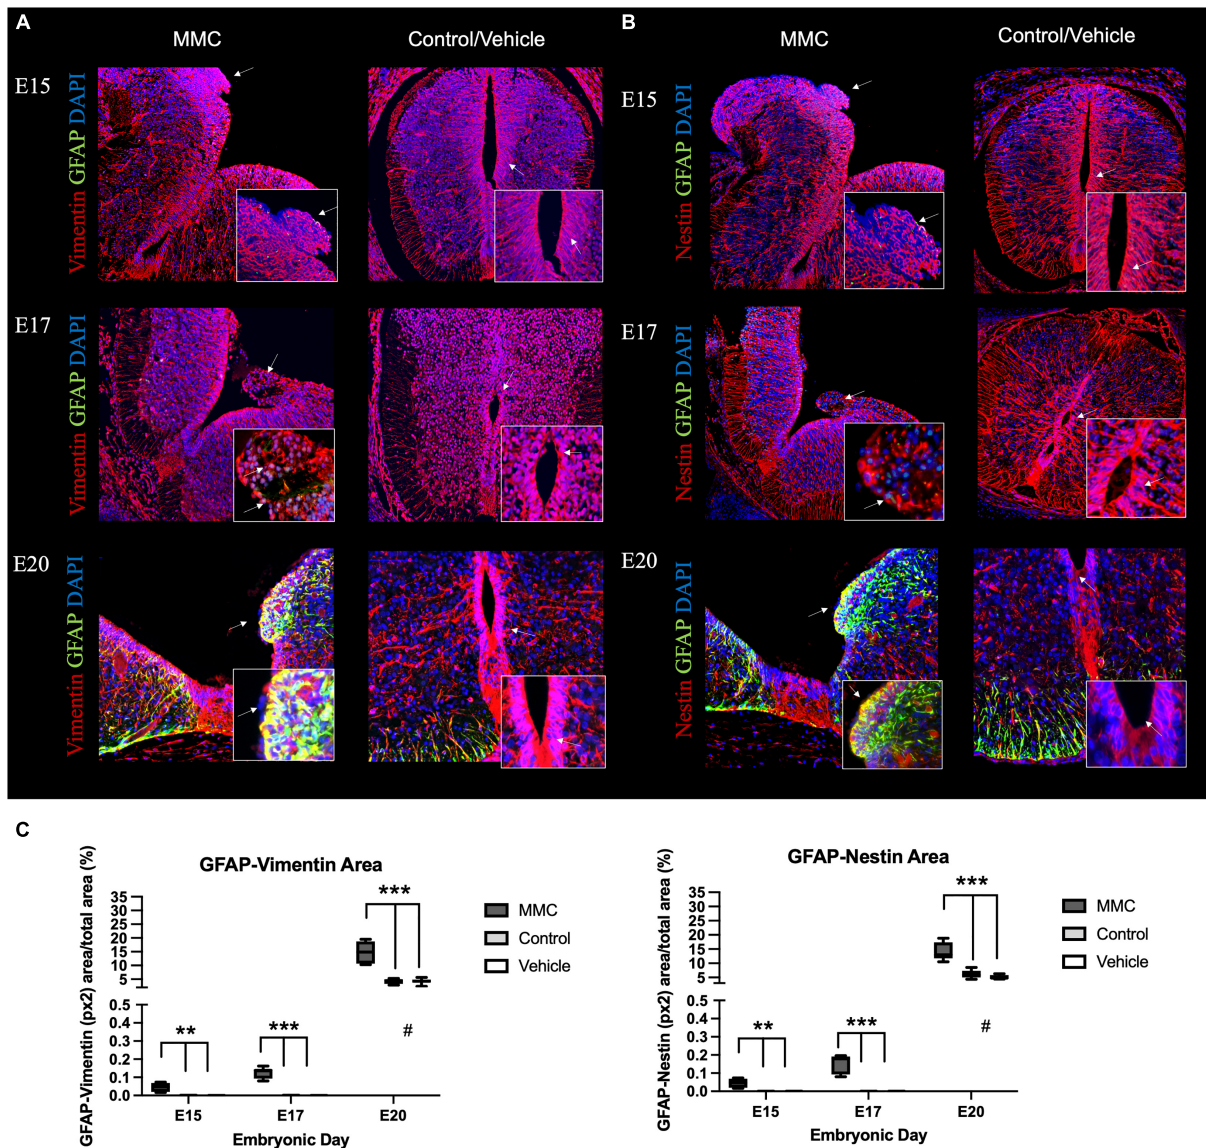 A
MMC
Control/Vehicle
E15
Vimentin GFAP DAPI
E17
Vimentin GFAP DAPI
E20
Vimentin GFAP DAPI
B
MMC
Control/Vehicle
E15
Nestin GFAP DAPI
E17
Nestin GFAP DAPI
E20
Nestin GFAP DAPI
C
GFAP-Vimentin Area
GFAP-Vimentin (px2) area/total area (%)
35
30
25
20
15
10
5
0.5
0.4
0.3
0.2
0.1
0.0
**
***
***
#
E15
E17
E20
Embryonic Day
MMC
Control
Vehicle
GFAP-Nestin Area
GFAP-Nestin (px2) area/total area (%)
35
30
25
20
15
10
5
0.5
0.4
0.3
0.2
0.1
0.0
**
***
***
#
E15
E17
E20
Embryonic Day
MMC
Control
Vehicle